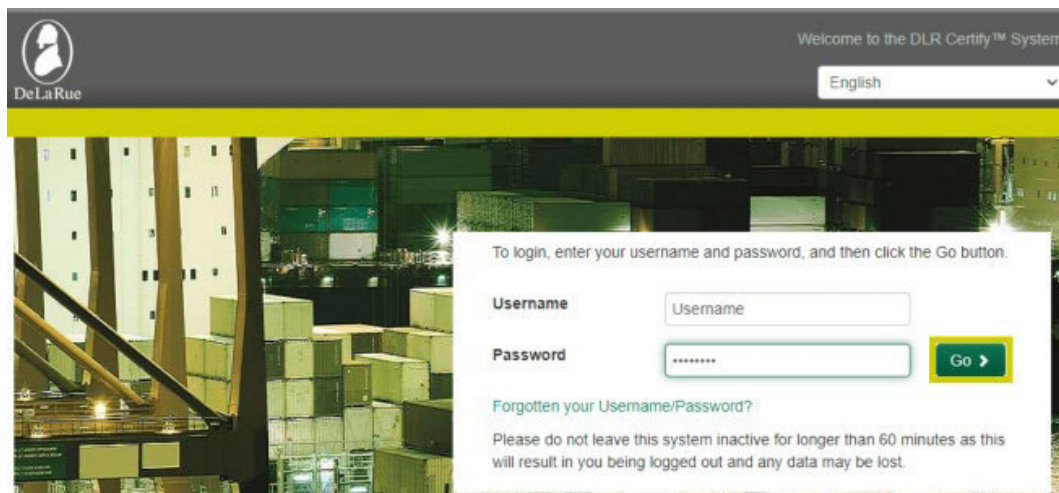 DeLaRue
Welcome to the DLR Certify™ System
English
To login, enter your username and password, and then click the Go button.
Username
Username
Password
••••••••
Go
Forgotten your Username/Password?
Please do not leave this system inactive for longer than 60 minutes as this
will result in you being logged out and any data may be lost.